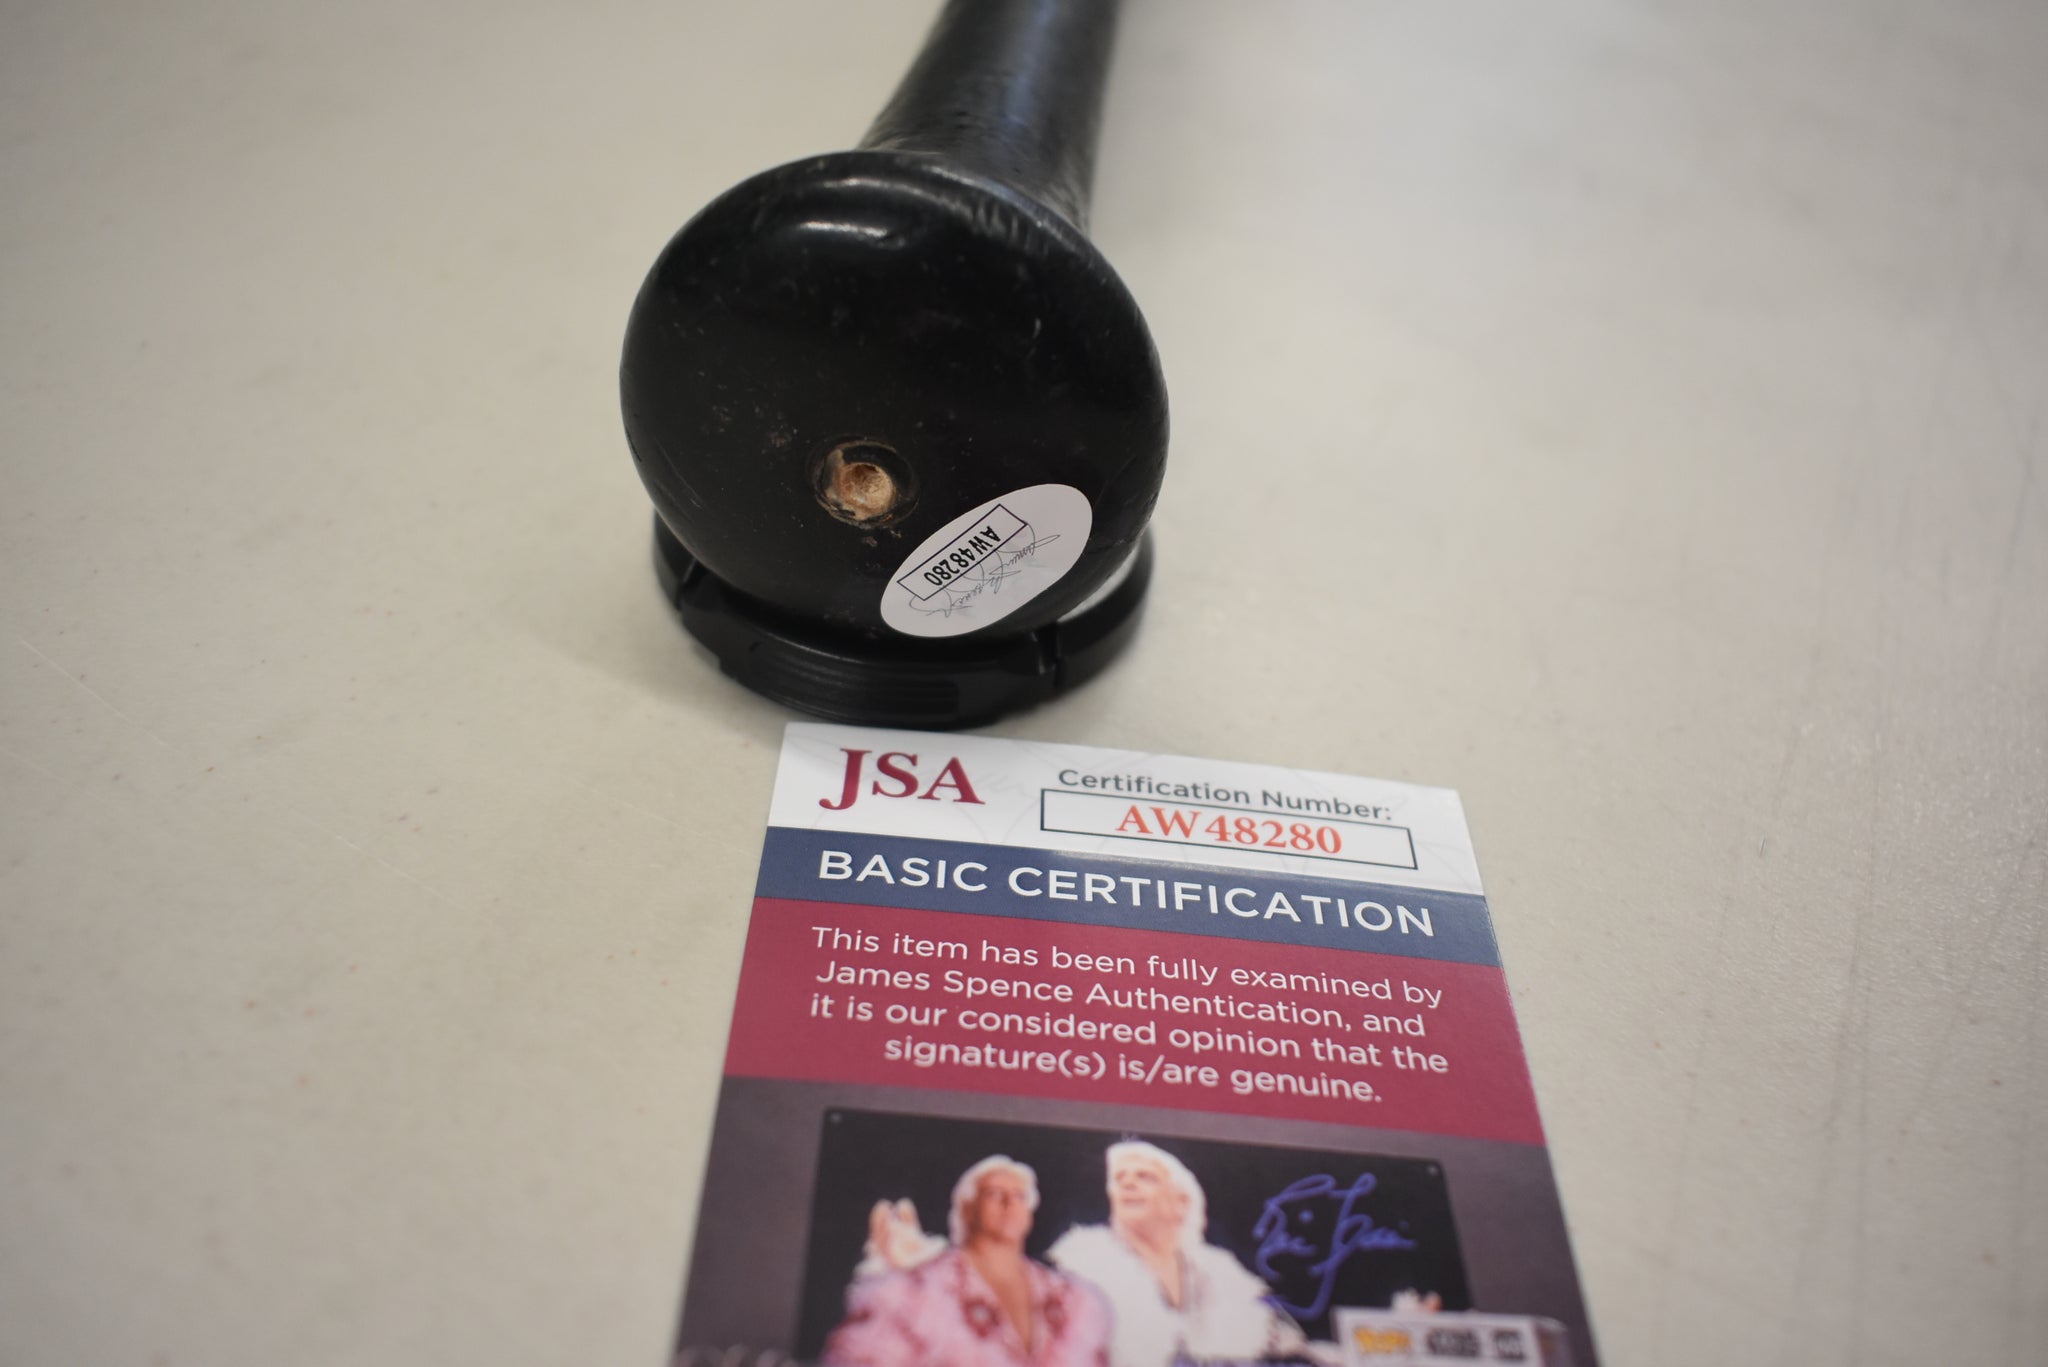 AW48280
JSA
Certification Number:
AW48280
BASIC CERTIFICATION
This item has been fully examined by
James Spence Authentication, and
it is our considered opinion that the
signature(s) is/are genuine.